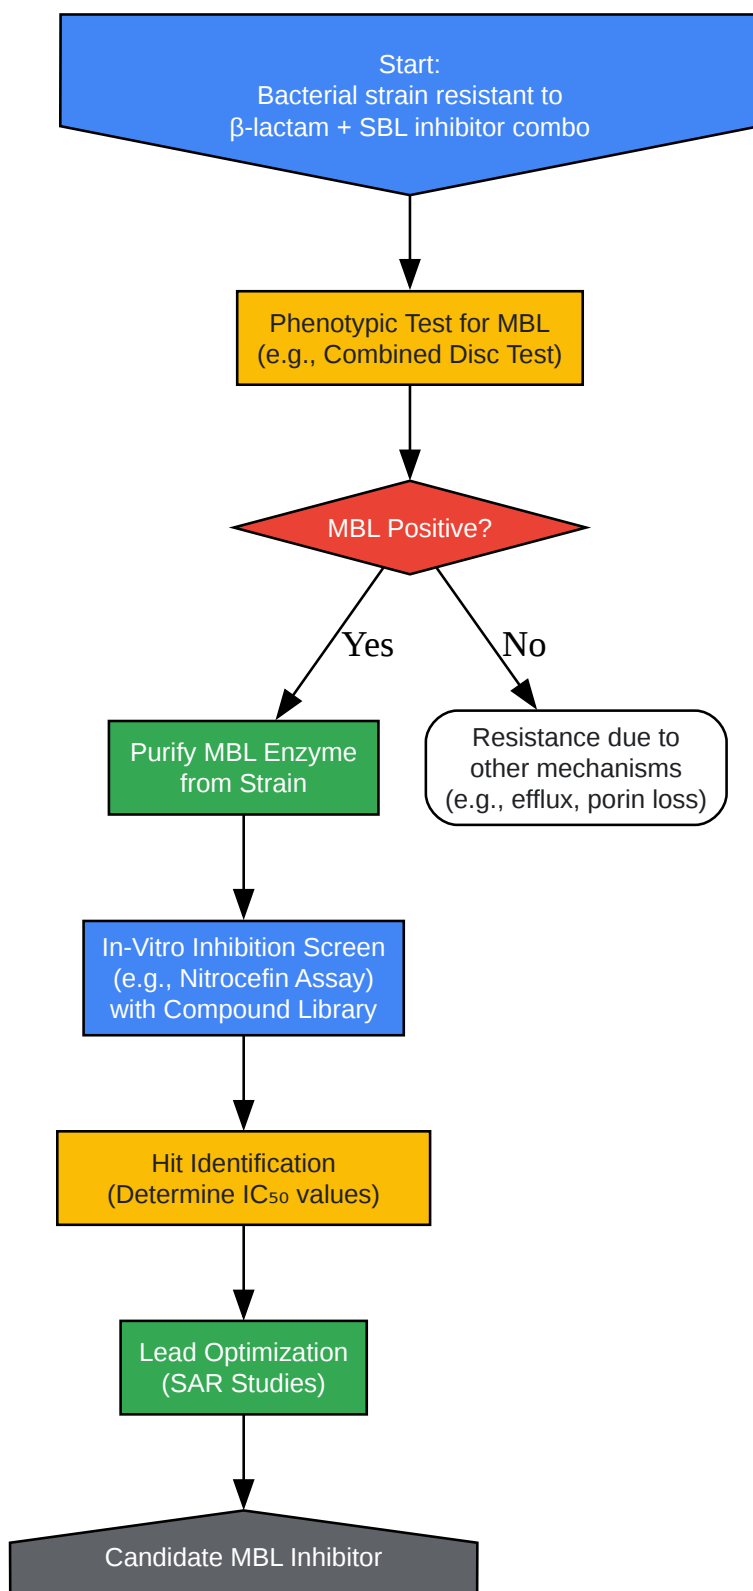 Start:
Bacterial strain resistant to
β-lactam + SBL inhibitor combo
Phenotypic Test for MBL
(e.g., Combined Disc Test)
MBL Positive?
Yes
No
Purify MBL Enzyme
from Strain
Resistance due to
other mechanisms
(e.g., efflux, porin loss)
In-Vitro Inhibition Screen
(e.g., Nitrocefin Assay)
with Compound Library
Hit Identification
(Determine IC₅₀ values)
Lead Optimization
(SAR Studies)
Candidate MBL Inhibitor